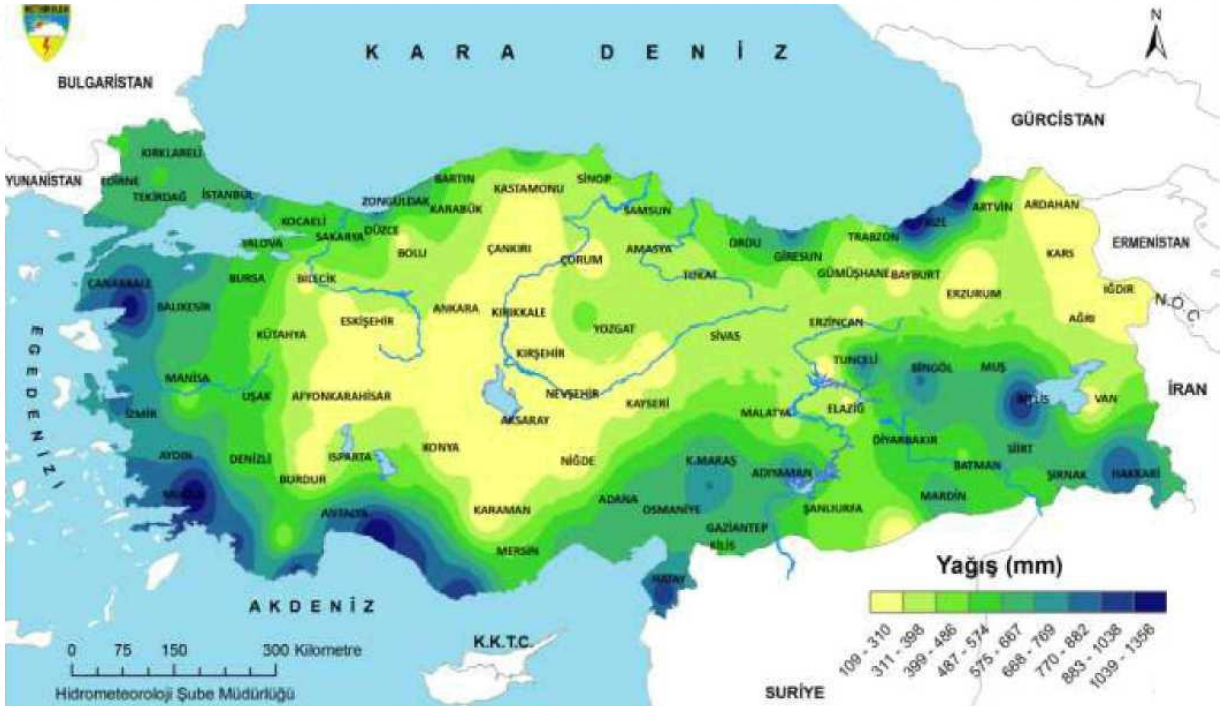 KARA DENİZ
N
BULGARİSTAN
GÜRCİSTAN
YUNANİSTAN
ERMENİSTAN
N.Ö.C.
İRAN
SURİYE
K.K.T.C.
EGEDENİZİ
AKDENİZ
KIRKLARELİ
EDİRNE
TEKİRDAĞ
İSTANBUL
KOCAELİ
YALOVA
SAKARYA
DÜZCE
ZONGULDAK
BARTIN
KARABÜK
KASTAMONU
SİNOP
SAMSUN
BOLU
ÇANKIRI
ÇORUM
AMASYA
TOKAT
ORDU
GİRESUN
TRABZON
RİZE
ARTVİN
ARDAHAN
KARS
IĞDIR
GÜMÜŞHANE
BAYBURT
ERZURUM
AĞRI
ÇANAKKALE
BALIKESİR
BURSA
BİLECİK
ESKİŞEHİR
ANKARA
KIRIKKALE
YOZGAT
SİVAS
ERZİNCAN
KÜTAHYA
KIRŞEHİR
TUNCELİ
BİNGÖL
MUŞ
MANİSA
UŞAK
AFYONKARAHİSAR
NEVŞEHİR
KAYSERİ
AKSARAY
MALATYA
ELAZIĞ
BİTLİS
VAN
İZMİR
AYDIN
DENİZLİ
BURDUR
ISPARTA
KONYA
NİĞDE
K.MARAŞ
ADIYAMAN
DİYARBAKIR
BATMAN
SİİRT
ŞIRNAK
HAKKARİ
MUĞLA
ANTALYA
KARAMAN
MERSİN
ADANA
OSMANİYE
GAZİANTEP
KİLİS
ŞANLIURFA
MARDİN
HATAY
Yağış (mm)
109 - 310
311 - 398
399 - 486
487 - 574
575 - 667
668 - 769
770 - 882
883 - 1038
1039 - 1356
0 75 150 300 Kilometre
Hidrometeoroloji Şube Müdürlüğü